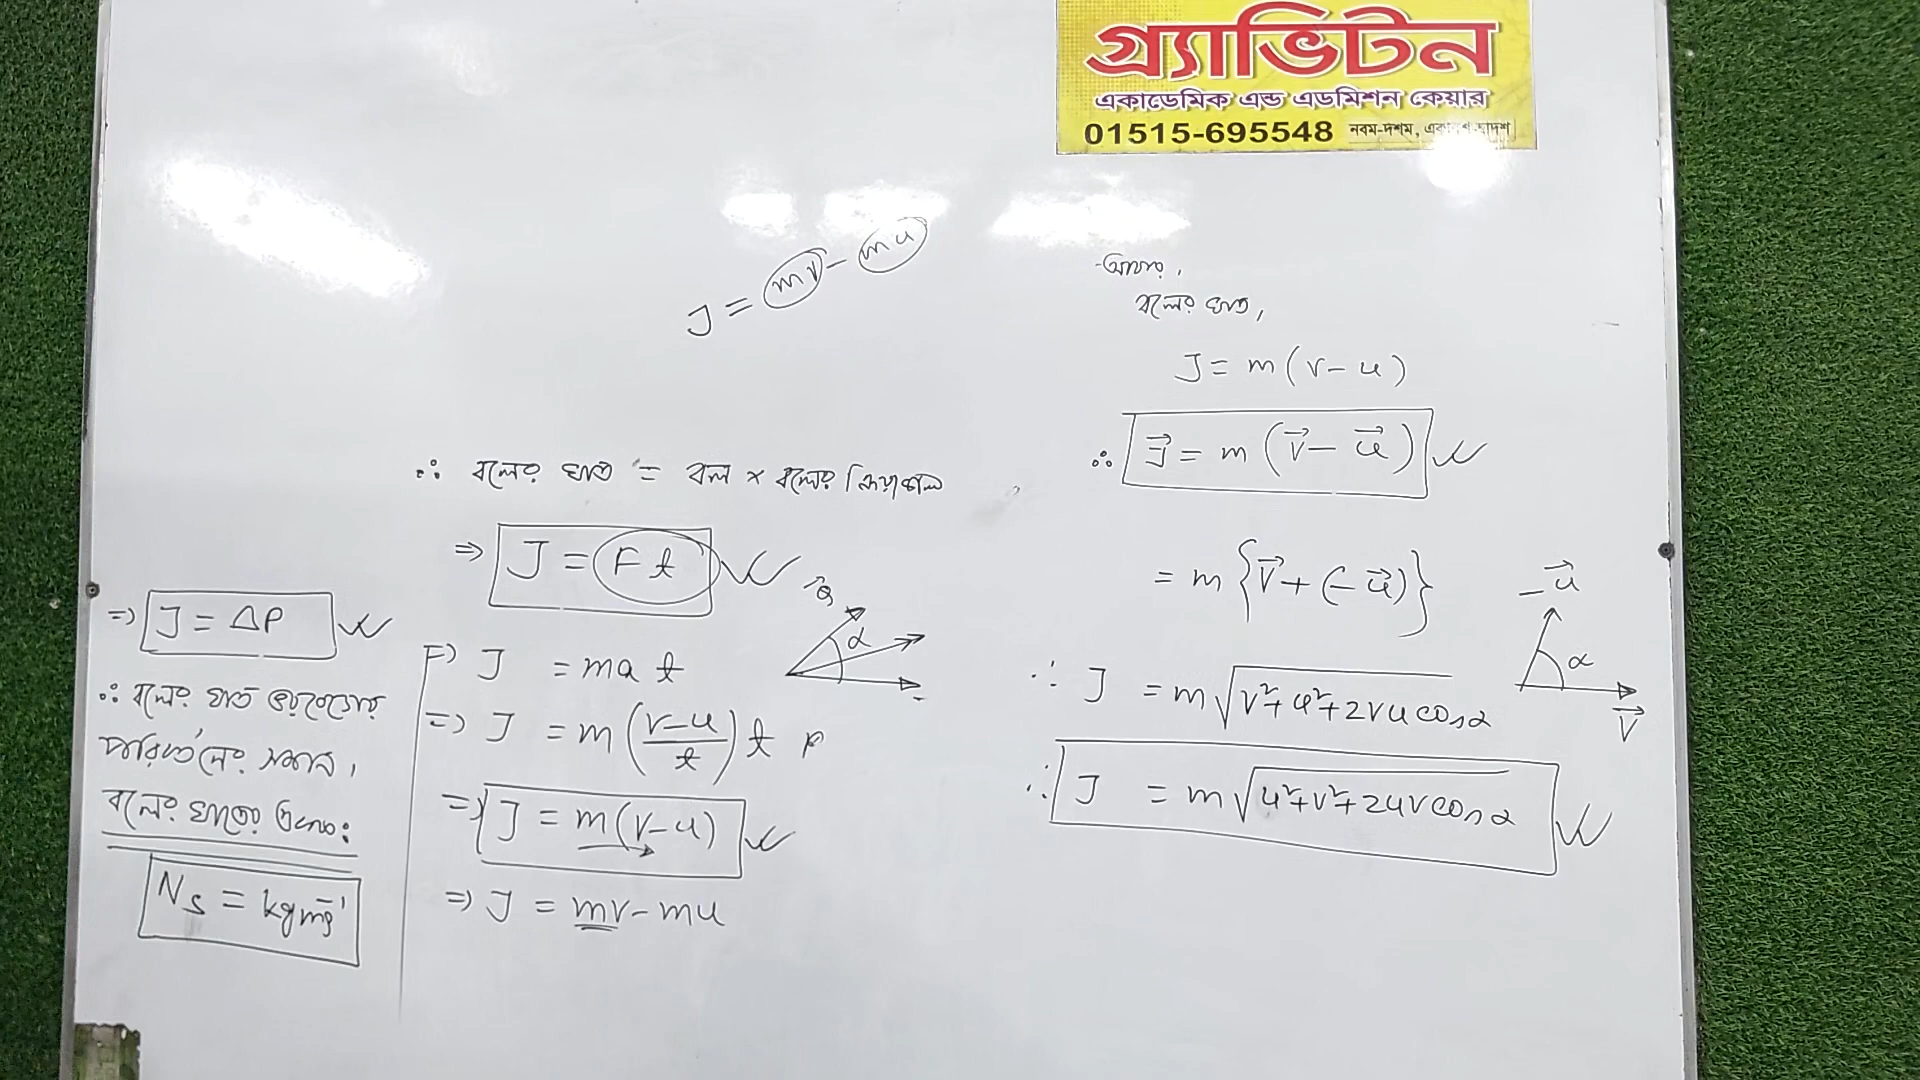 গ্র্যাভিটন
একাডেমিক এন্ড এডমিশন কেয়ার
01515-695548 নবম-দশম, একাদশ-দ্বাদশ
J = mv - mu
∴ বলের ঘাত = বল × বলের ক্রিয়াকাল
⇒ J = Ft
⇒ J = mat
⇒ J = m((v-u)/t)t
⇒ J = m(v-u)
⇒ J = mv - mu
Q⃗
α
⇒ J = ΔP
∴ বলের ঘাত ভরবেগের
পরিবর্তনের সমান।
বলের ঘাতের একক:
Ns = kgms⁻¹
আবার,
বলের ঘাত,
J = m(v-u)
∴ J⃗ = m(v⃗ - u⃗)
= m{v⃗ + (-u⃗)}
∴ J = m√(v²+u²+2vu cosα)
∴ J = m√(u²+v²+2uv cosα)
-u⃗
α
v⃗